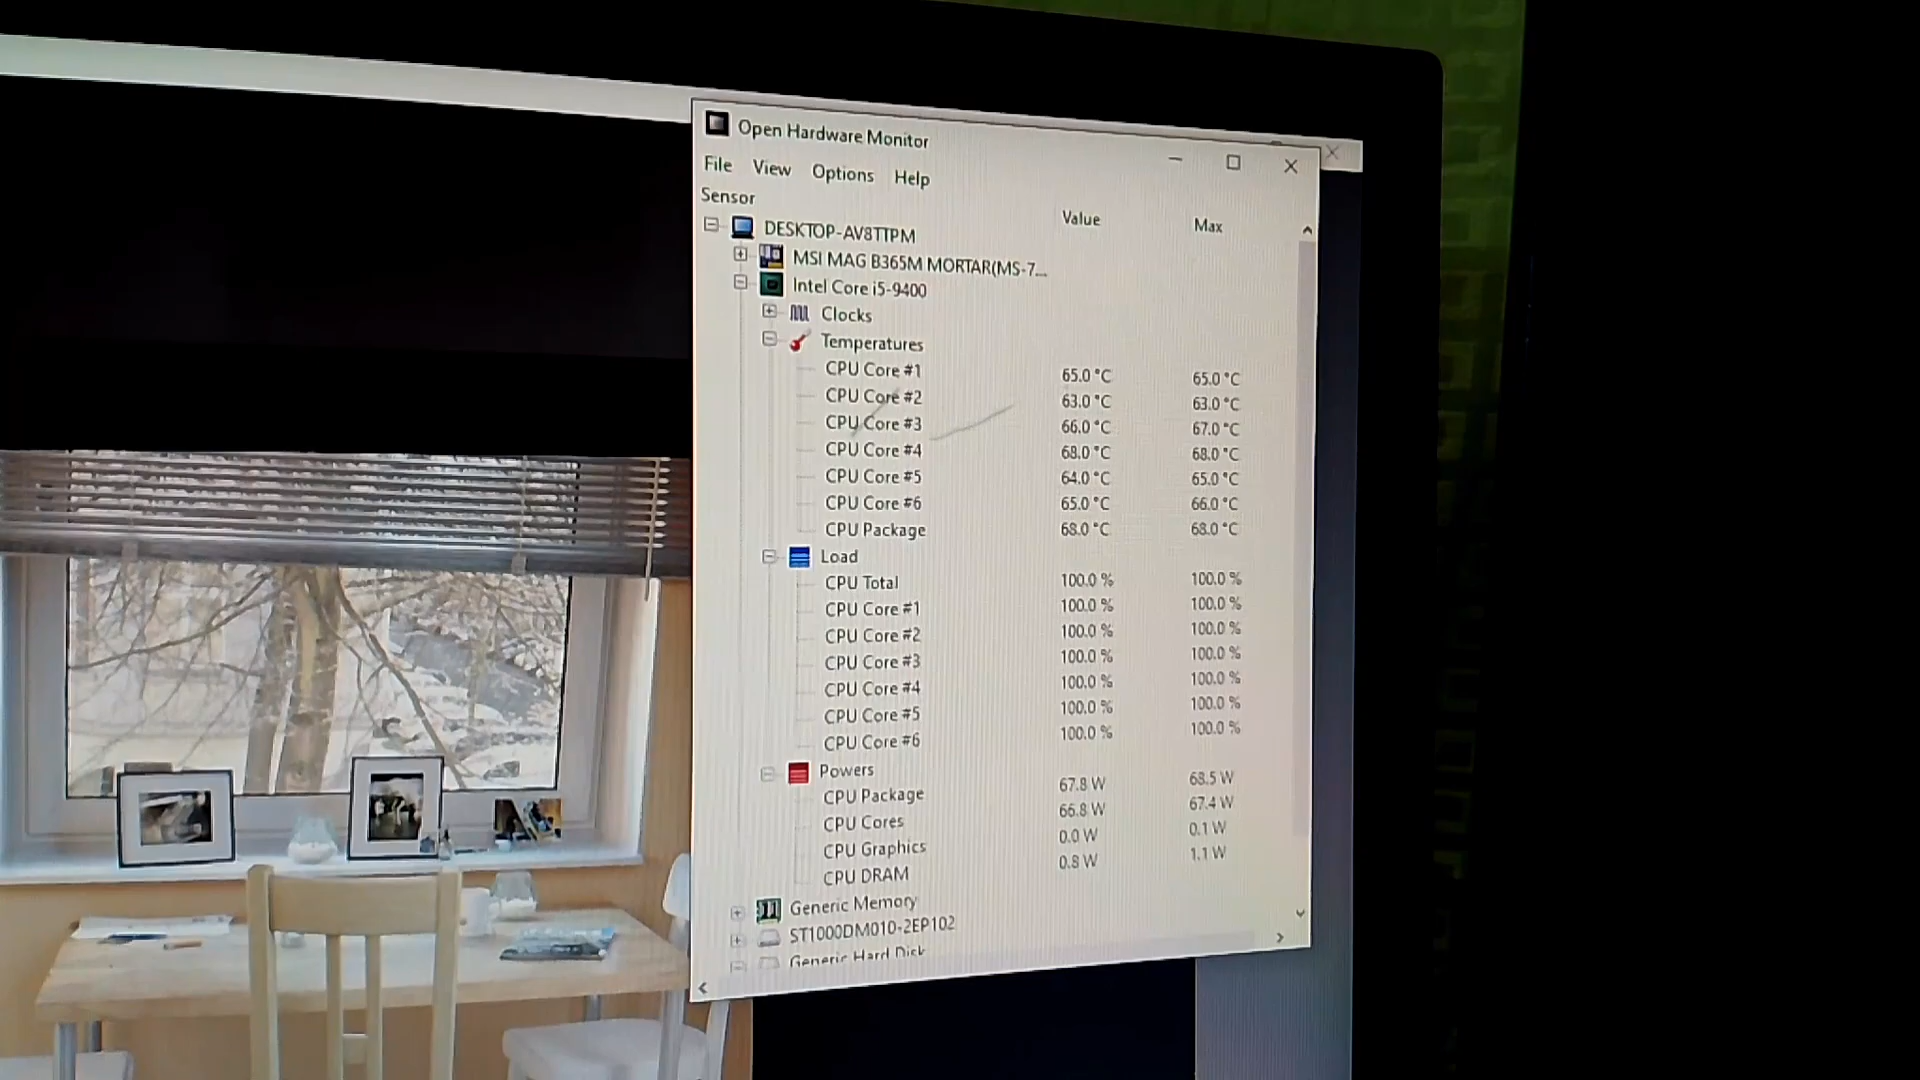 Open Hardware Monitor
File View Options Help
Sensor Value Max
DESKTOP-AV8TTPM
MSI MAG B365M MORTAR(MS-7...
Intel Core i5-9400
Clocks
Temperatures
CPU Core #1 65.0 °C 65.0 °C
CPU Core #2 63.0 °C 63.0 °C
CPU Core #3 66.0 °C 67.0 °C
CPU Core #4 68.0 °C 68.0 °C
CPU Core #5 64.0 °C 65.0 °C
CPU Core #6 65.0 °C 66.0 °C
CPU Package 68.0 °C 68.0 °C
Load
CPU Total 100.0 % 100.0 %
CPU Core #1 100.0 % 100.0 %
CPU Core #2 100.0 % 100.0 %
CPU Core #3 100.0 % 100.0 %
CPU Core #4 100.0 % 100.0 %
CPU Core #5 100.0 % 100.0 %
CPU Core #6 100.0 % 100.0 %
Powers
CPU Package 67.8 W 68.5 W
CPU Cores 66.8 W 67.4 W
CPU Graphics 0.0 W 0.1 W
CPU DRAM 0.8 W 1.1 W
Generic Memory
ST1000DM010-2EP102
Generic Hard Disk